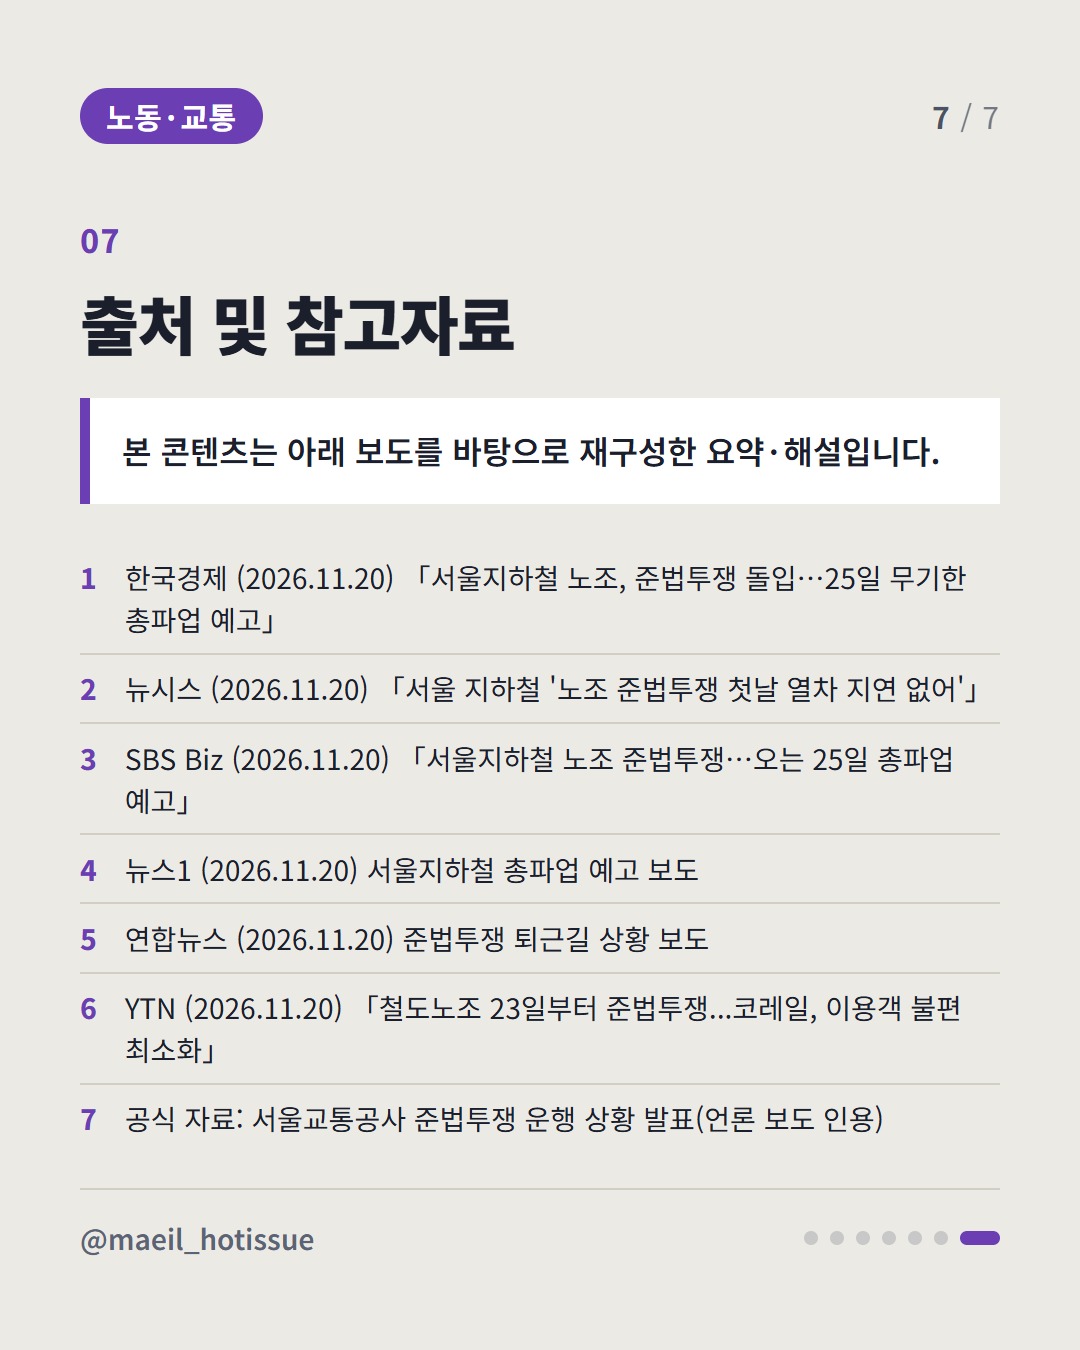 노동·교통
7 / 7
07
출처 및 참고자료
본 콘텐츠는 아래 보도를 바탕으로 재구성한 요약·해설입니다.
1 한국경제 (2026.11.20) 「서울지하철 노조, 준법투쟁 돌입…25일 무기한
총파업 예고」
2 뉴시스 (2026.11.20) 「서울 지하철 '노조 준법투쟁 첫날 열차 지연 없어'」
3 SBS Biz (2026.11.20) 「서울지하철 노조 준법투쟁…오는 25일 총파업
예고」
4 뉴스1 (2026.11.20) 서울지하철 총파업 예고 보도
5 연합뉴스 (2026.11.20) 준법투쟁 퇴근길 상황 보도
6 YTN (2026.11.20) 「철도노조 23일부터 준법투쟁...코레일, 이용객 불편
최소화」
7 공식 자료: 서울교통공사 준법투쟁 운행 상황 발표(언론 보도 인용)
@maeil_hotissue